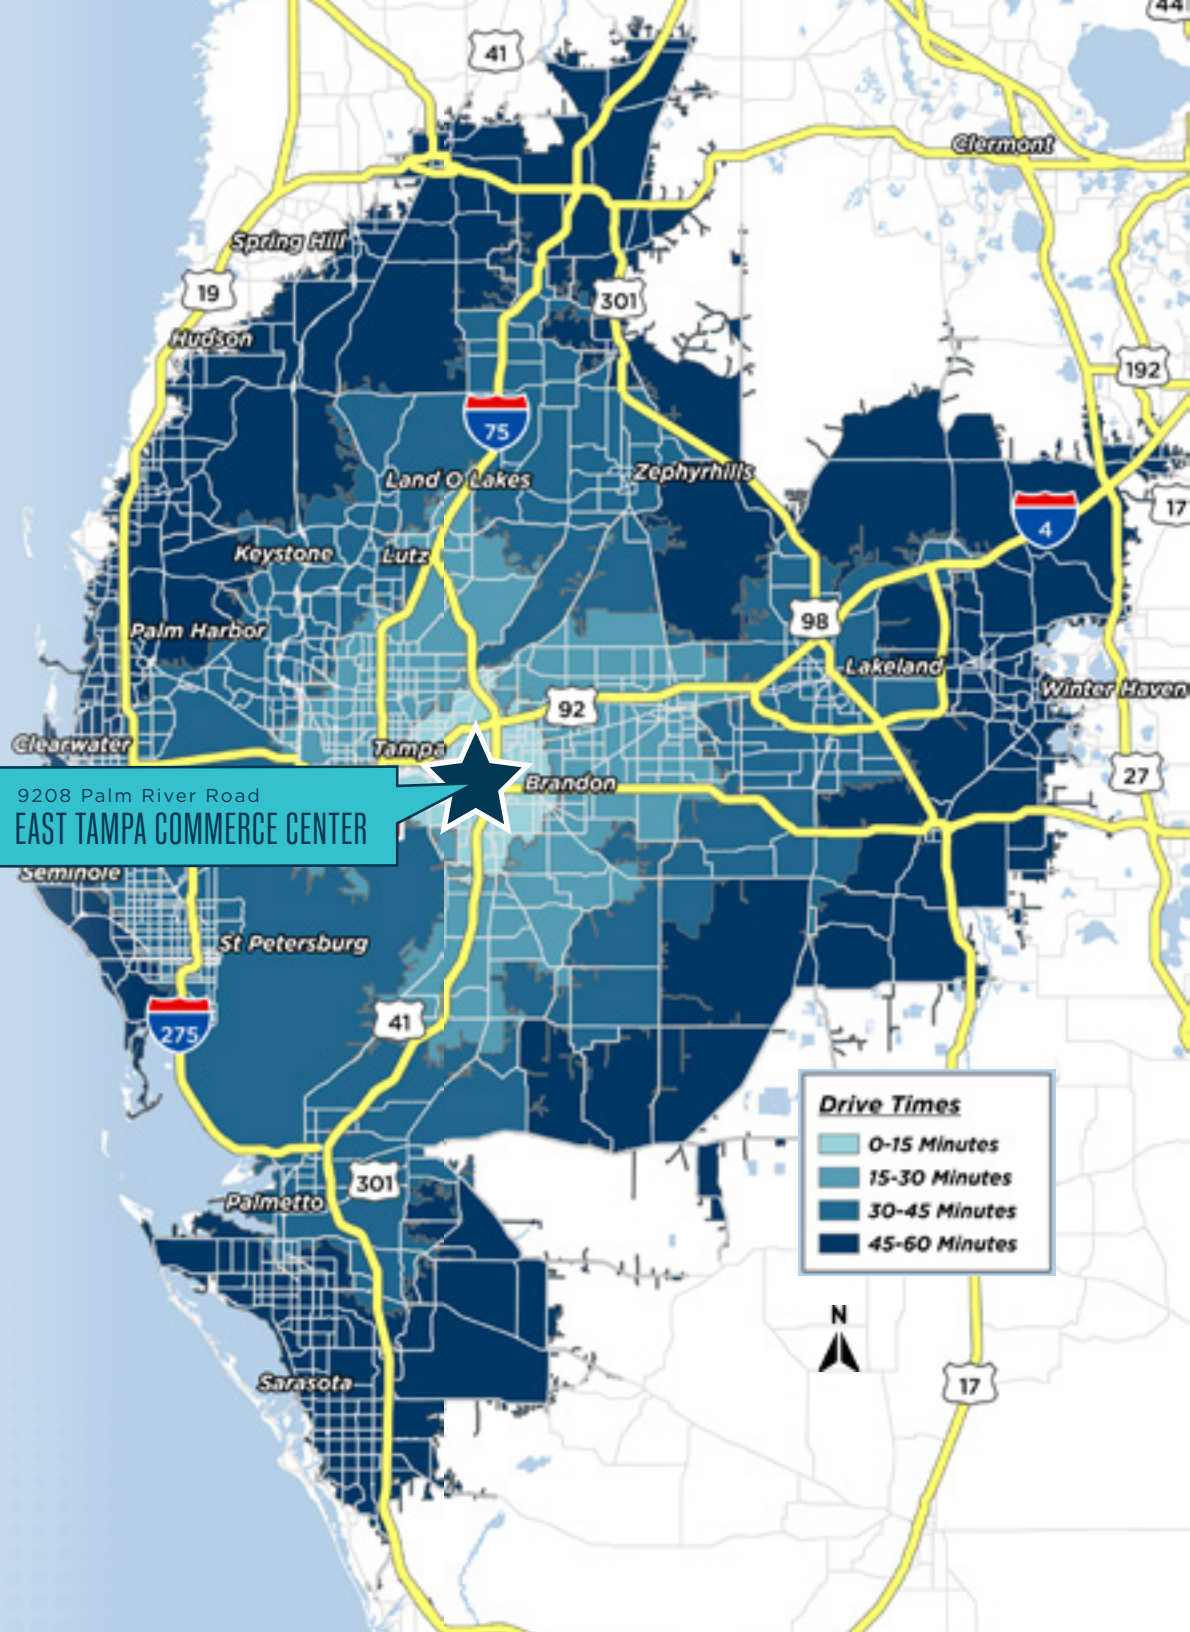 441
41
Clermont
Spring Hill
19
301
Hudson
192
75
Land O Lakes
Zephyrhills
17
4
Keystone
Lutz
98
Palm Harbor
Lakeland
Winter Haven
92
Clearwater
Tampa
27
Brandon
9208 Palm River Road
EAST TAMPA COMMERCE CENTER
Seminole
St Petersburg
41
275
Drive Times
0-15 Minutes
15-30 Minutes
30-45 Minutes
45-60 Minutes
301
Palmetto
N
Sarasota
17